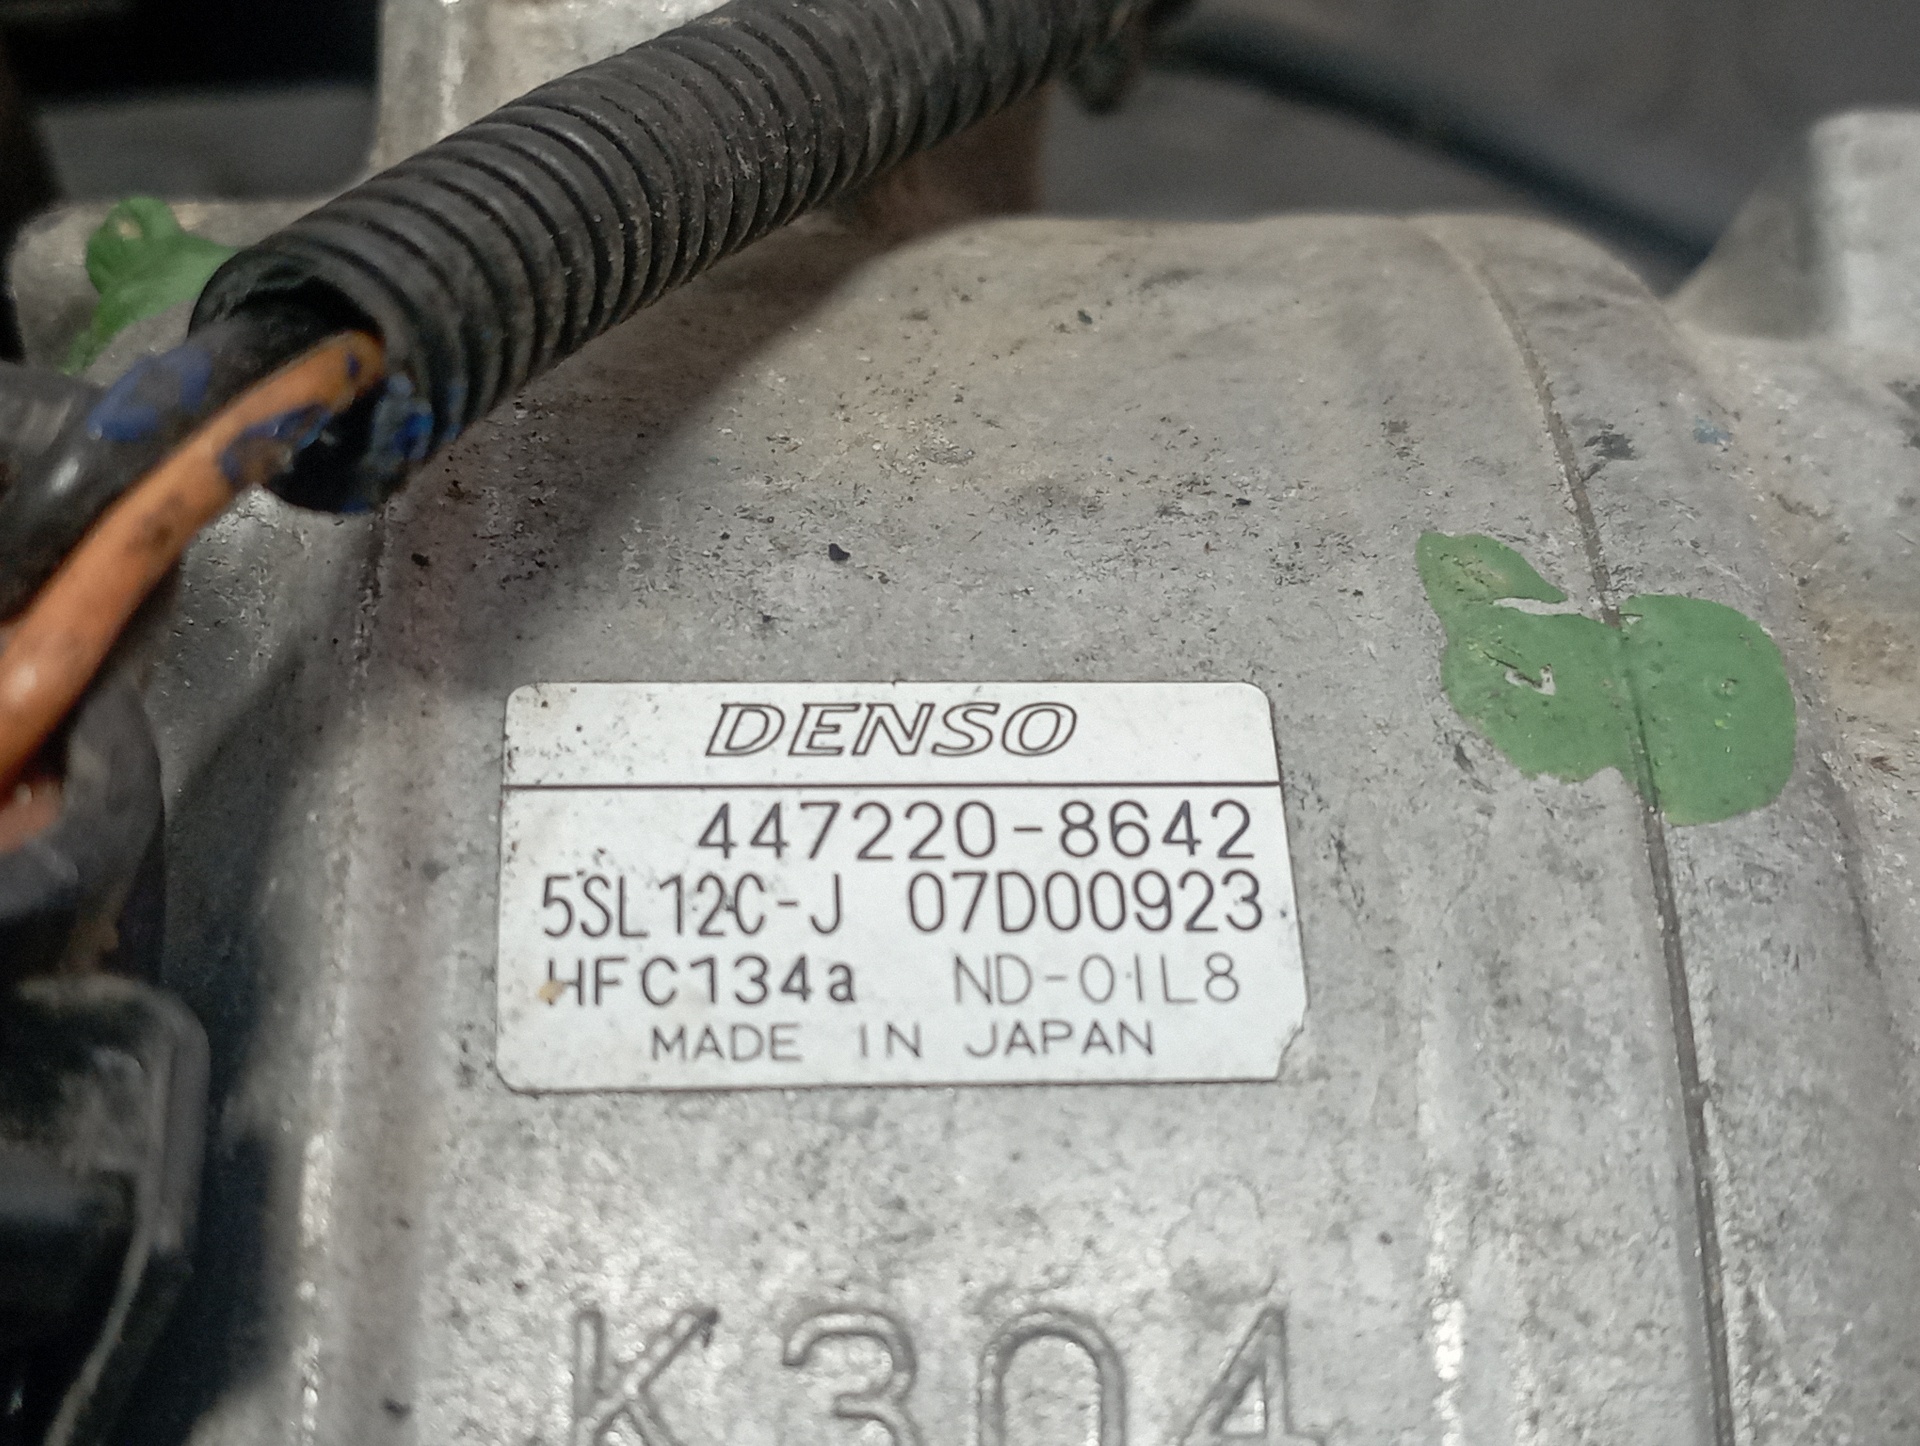 DENSO
447220-8642
5SL12C-J 07D00923
HFC134a ND-OIL8
MADE IN JAPAN
K304